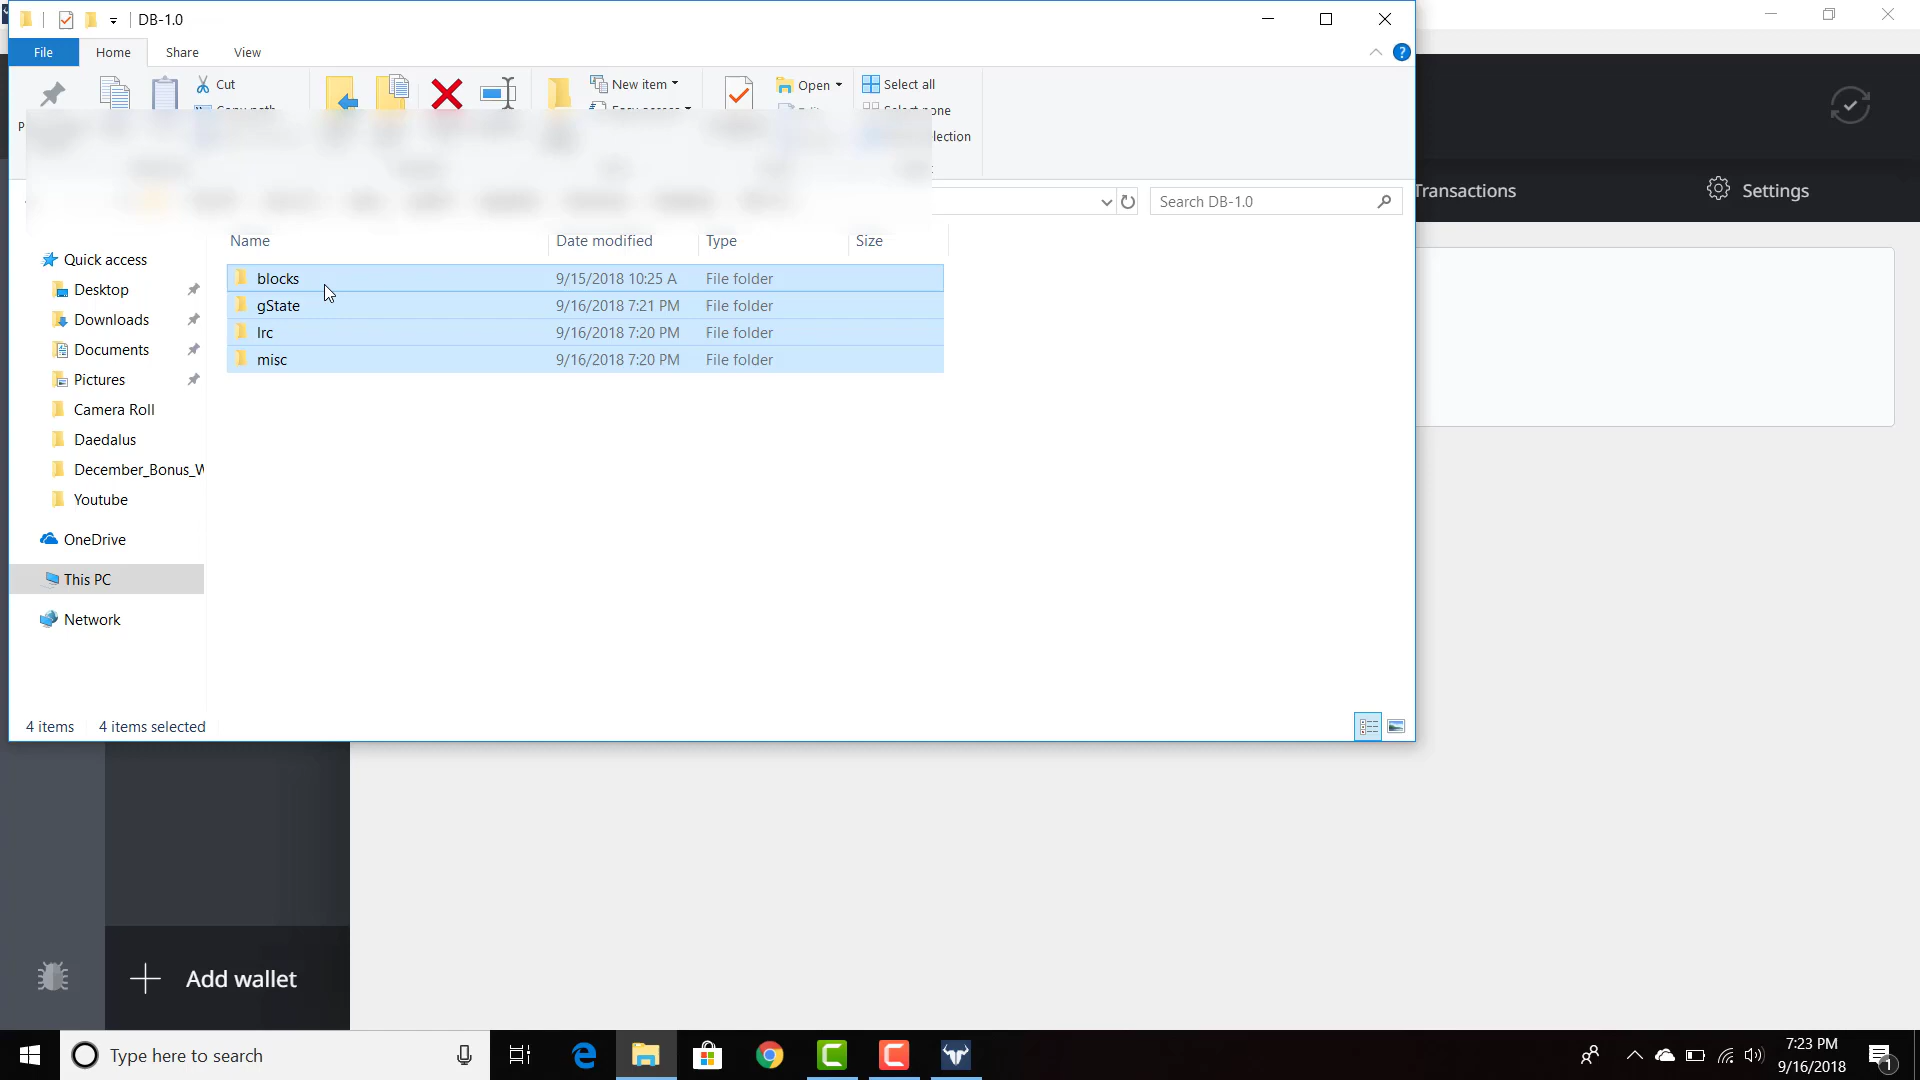 DB-1.0
File Home Share View
Cut
New item
Open
Select all
Transactions
Settings
Search DB-1.0
Name Date modified Type Size
Quick access
Desktop
Downloads
Documents
Pictures
Camera Roll
Daedalus
December_Bonus_W
Youtube
OneDrive
This PC
Network
blocks 9/15/2018 10:25 A File folder
gState 9/16/2018 7:21 PM File folder
lrc 9/16/2018 7:20 PM File folder
misc 9/16/2018 7:20 PM File folder
4 items 4 items selected
Add wallet
Type here to search
7:23 PM
9/16/2018
1